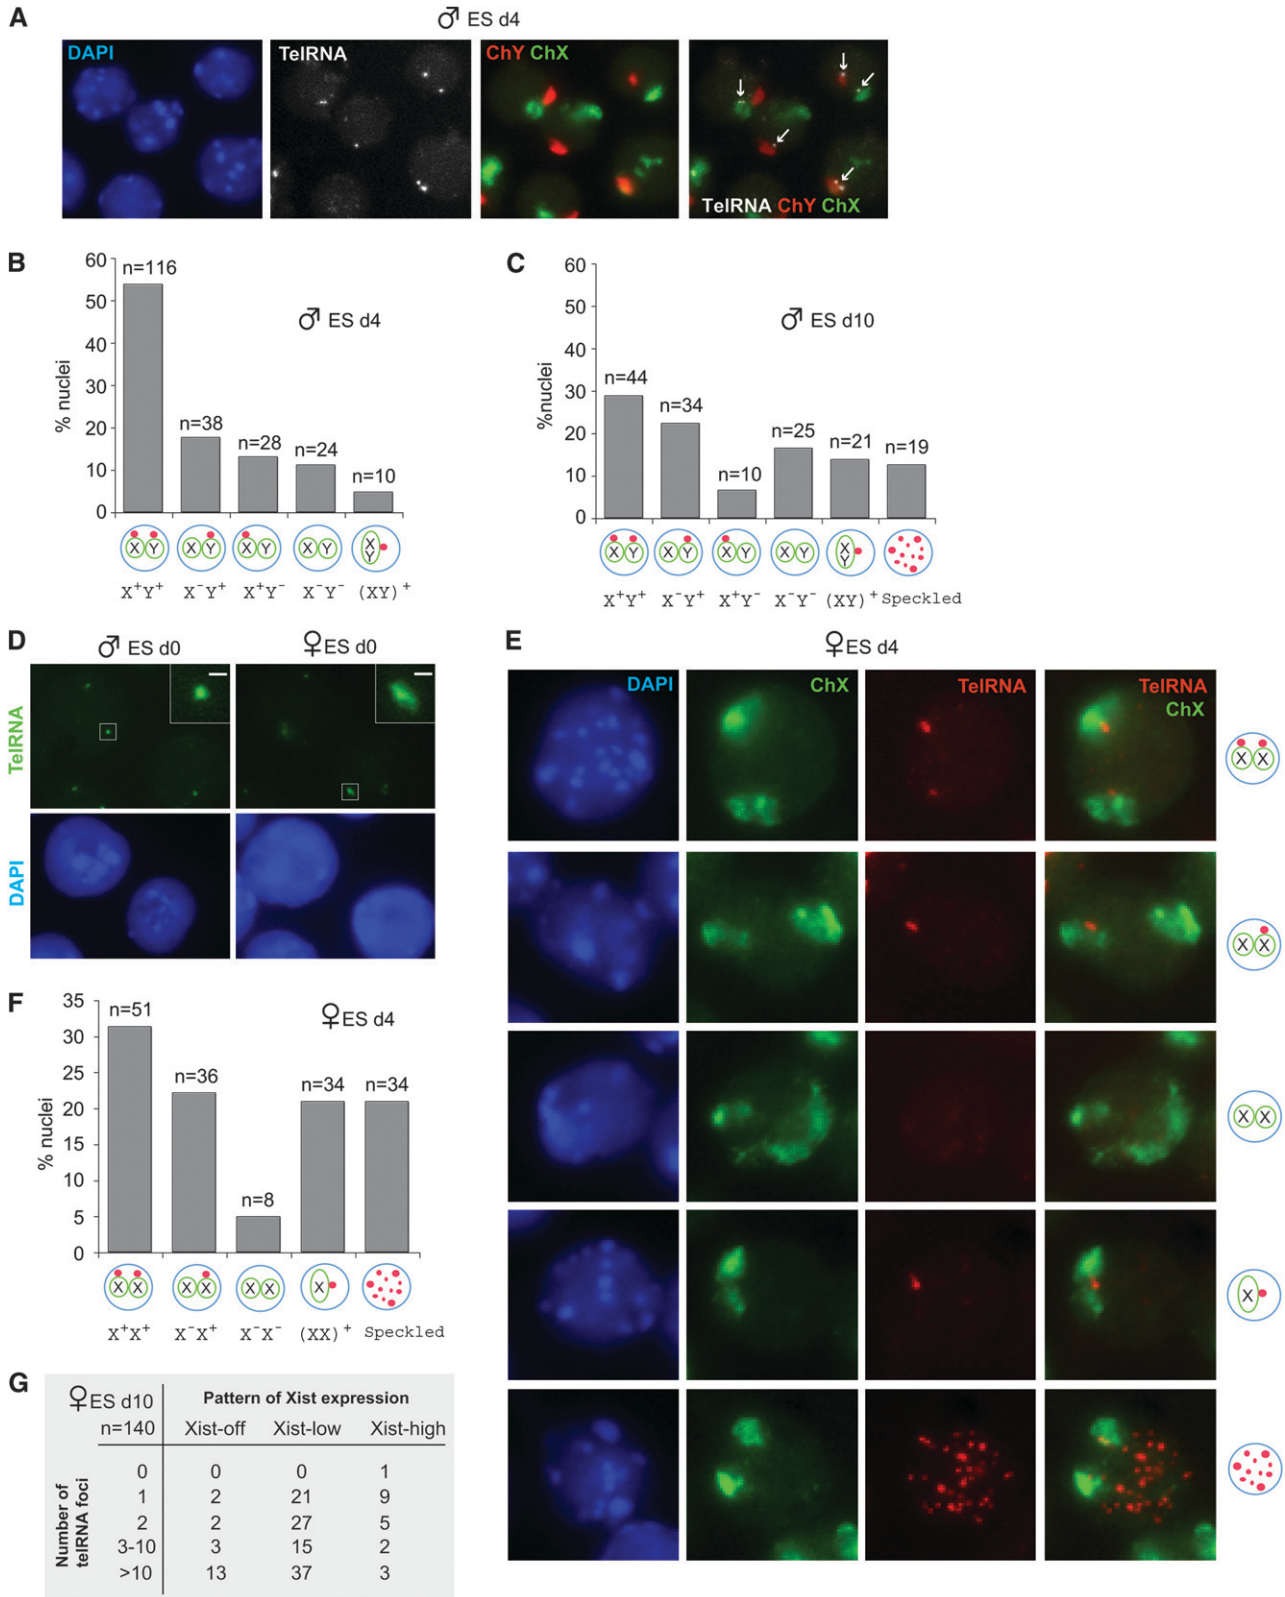 A
♂ ES d4
DAPI
TelRNA
ChY ChX
TelRNA ChY ChX
B
60
50
40
30
20
10
0
% nuclei
♂ ES d4
n=116
n=38
n=28
n=24
n=10
X Y
X Y
X Y
X Y
X
Y
X⁺Y⁺ X⁻Y⁺ X⁺Y⁻ X⁻Y⁻ (XY)⁺
C
60
50
40
30
20
10
0
%nuclei
♂ ES d10
n=44
n=34
n=10
n=25
n=21
n=19
X Y
X Y
X Y
X Y
X
Y
X⁺Y⁺ X⁻Y⁺ X⁺Y⁻ X⁻Y⁻ (XY)⁺ Speckled
D
♂ ES d0
♀ES d0
TelRNA
DAPI
E
♀ES d4
DAPI
ChX
TelRNA
TelRNA
ChX
X X
X X
X X
X
F
35
30
25
20
15
10
5
0
% nuclei
♀ES d4
n=51
n=36
n=8
n=34
n=34
X X
X X
X X
X
X⁺X⁺ X⁻X⁺ X⁻X⁻ (XX)⁺ Speckled
G
♀ES d10
n=140
Pattern of Xist expression
Xist-off Xist-low Xist-high
Number of
telRNA foci
0 0 0 1
1 2 21 9
2 2 27 5
3-10 3 15 2
>10 13 37 3